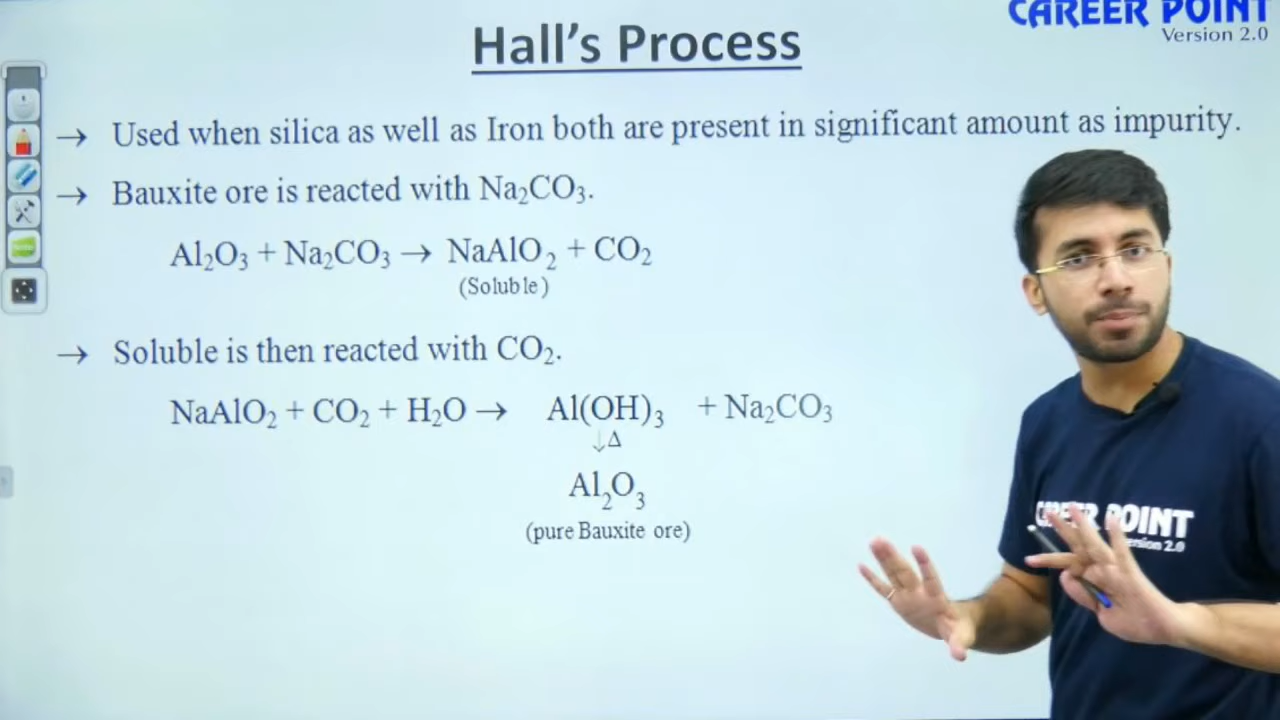 CAREER POINT
Version 2.0
Hall’s Process
→ Used when silica as well as Iron both are present in significant amount as impurity.
→ Bauxite ore is reacted with Na₂CO₃.
Al₂O₃ + Na₂CO₃ → NaAlO₂ + CO₂
(Soluble)
→ Soluble is then reacted with CO₂.
NaAlO₂ + CO₂ + H₂O → Al(OH)₃ + Na₂CO₃
↓Δ
Al₂O₃
(pure Bauxite ore)
CAREER POINT
Version 2.0